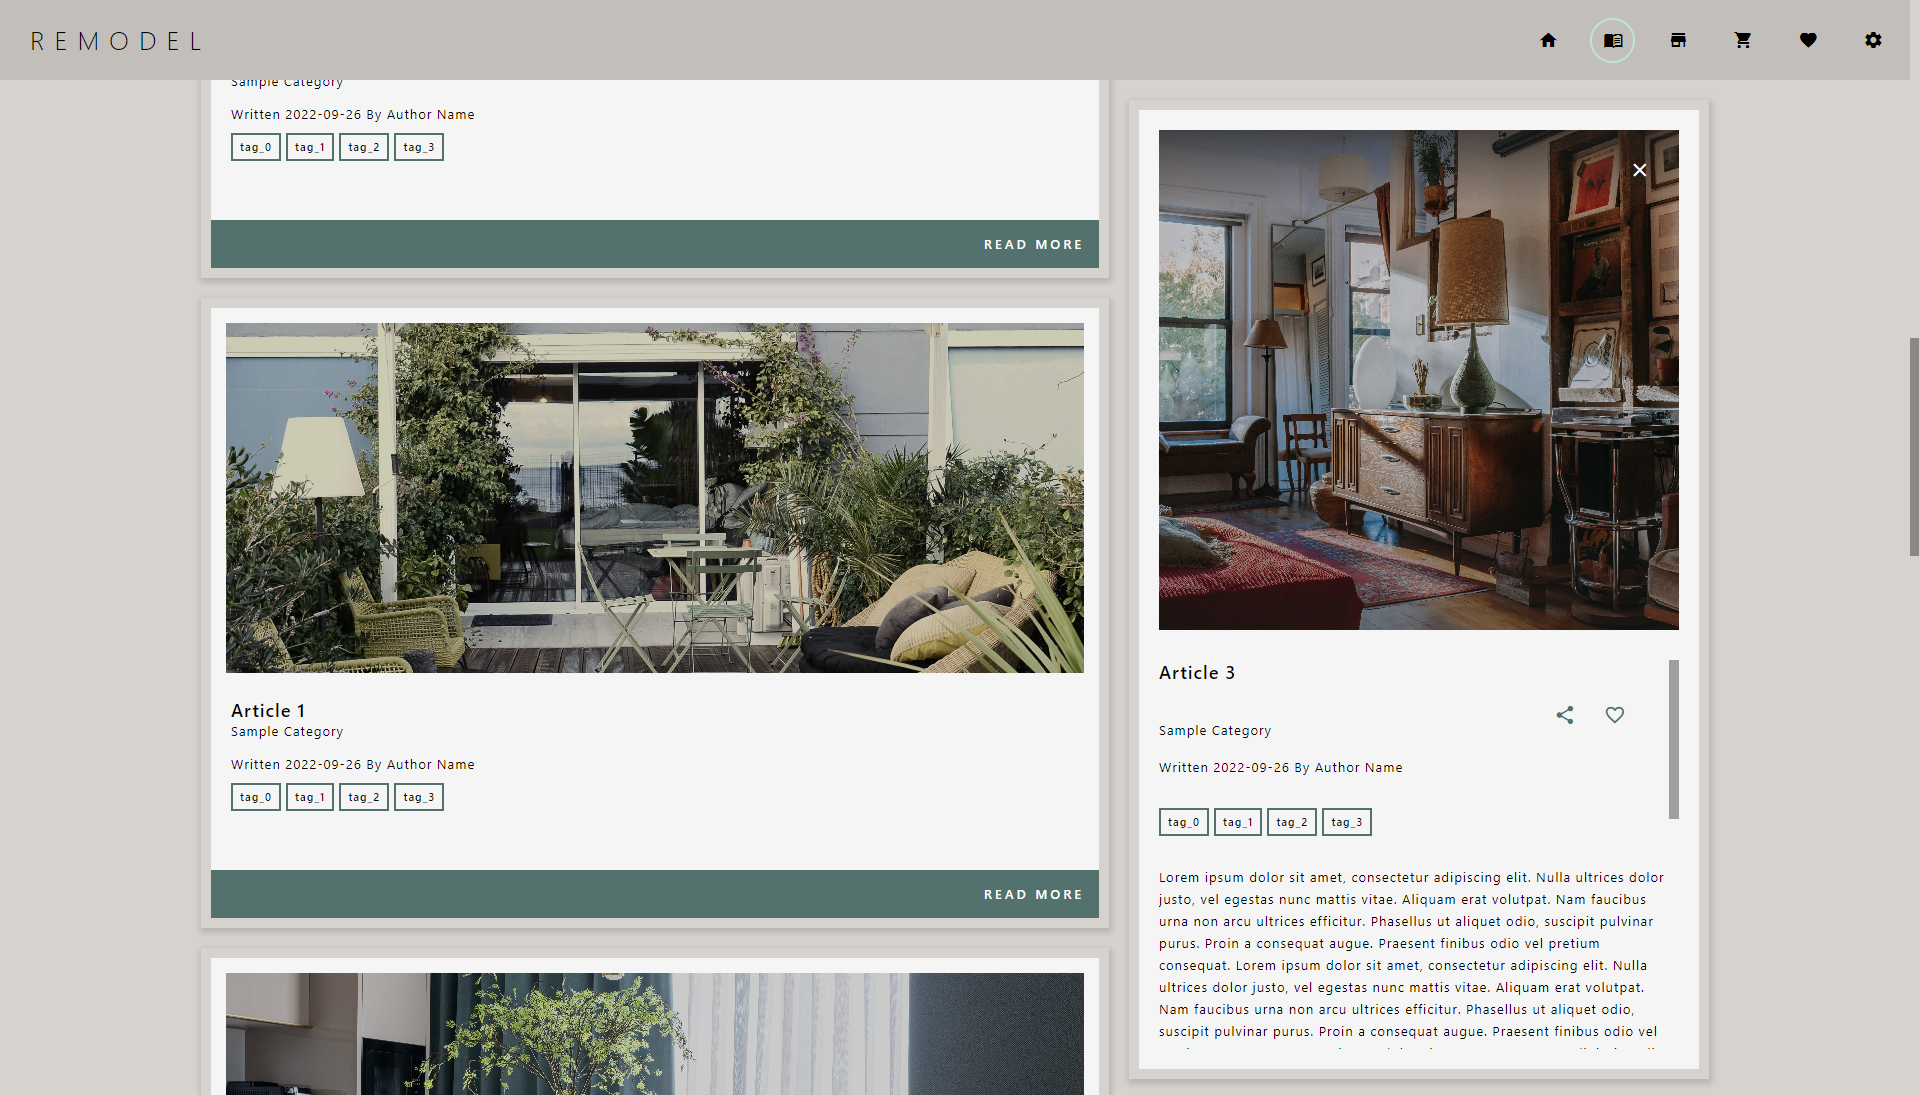 REMODEL
Sample Category
Written 2022-09-26 By Author Name
tag_0 tag_1 tag_2 tag_3
READ MORE
Article 1
Sample Category
Written 2022-09-26 By Author Name
tag_0 tag_1 tag_2 tag_3
READ MORE
Article 3
Sample Category
Written 2022-09-26 By Author Name
tag_0 tag_1 tag_2 tag_3
Lorem ipsum dolor sit amet, consectetur adipiscing elit. Nulla ultrices dolor
justo, vel egestas nunc mattis vitae. Aliquam erat volutpat. Nam faucibus
urna non arcu ultrices efficitur. Phasellus ut aliquet odio, suscipit pulvinar
purus. Proin a consequat augue. Praesent finibus odio vel pretium
consequat. Lorem ipsum dolor sit amet, consectetur adipiscing elit. Nulla
ultrices dolor justo, vel egestas nunc mattis vitae. Aliquam erat volutpat.
Nam faucibus urna non arcu ultrices efficitur. Phasellus ut aliquet odio,
suscipit pulvinar purus. Proin a consequat augue. Praesent finibus odio vel